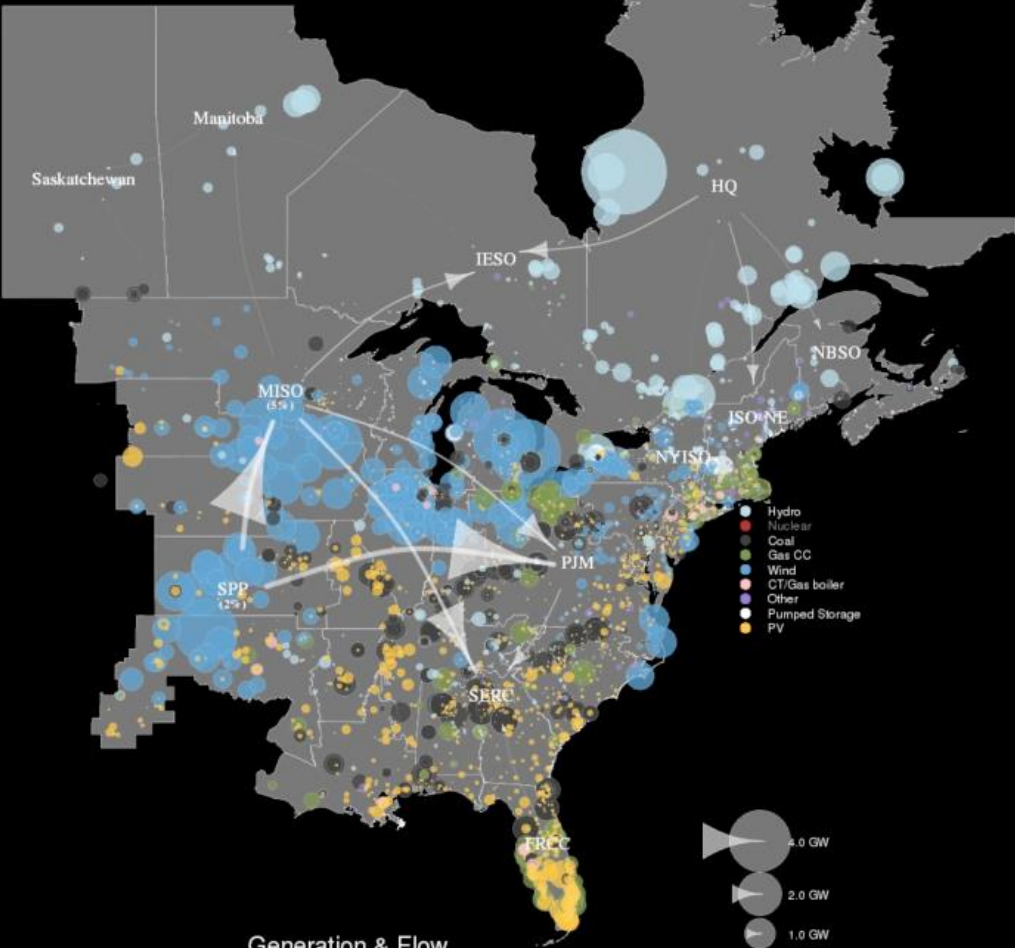 Manitoba
Saskatchewan
HQ
IESO
NBSO
MISO
(5%)
ISO-NE
NYISO
Hydro
Nuclear
Coal
Gas CC
Wind
CT/Gas boiler
Other
Pumped Storage
PV
PJM
SPP
(2%)
SERC
FRCC
4.0 GW
2.0 GW
1.0 GW
Generation & Flow